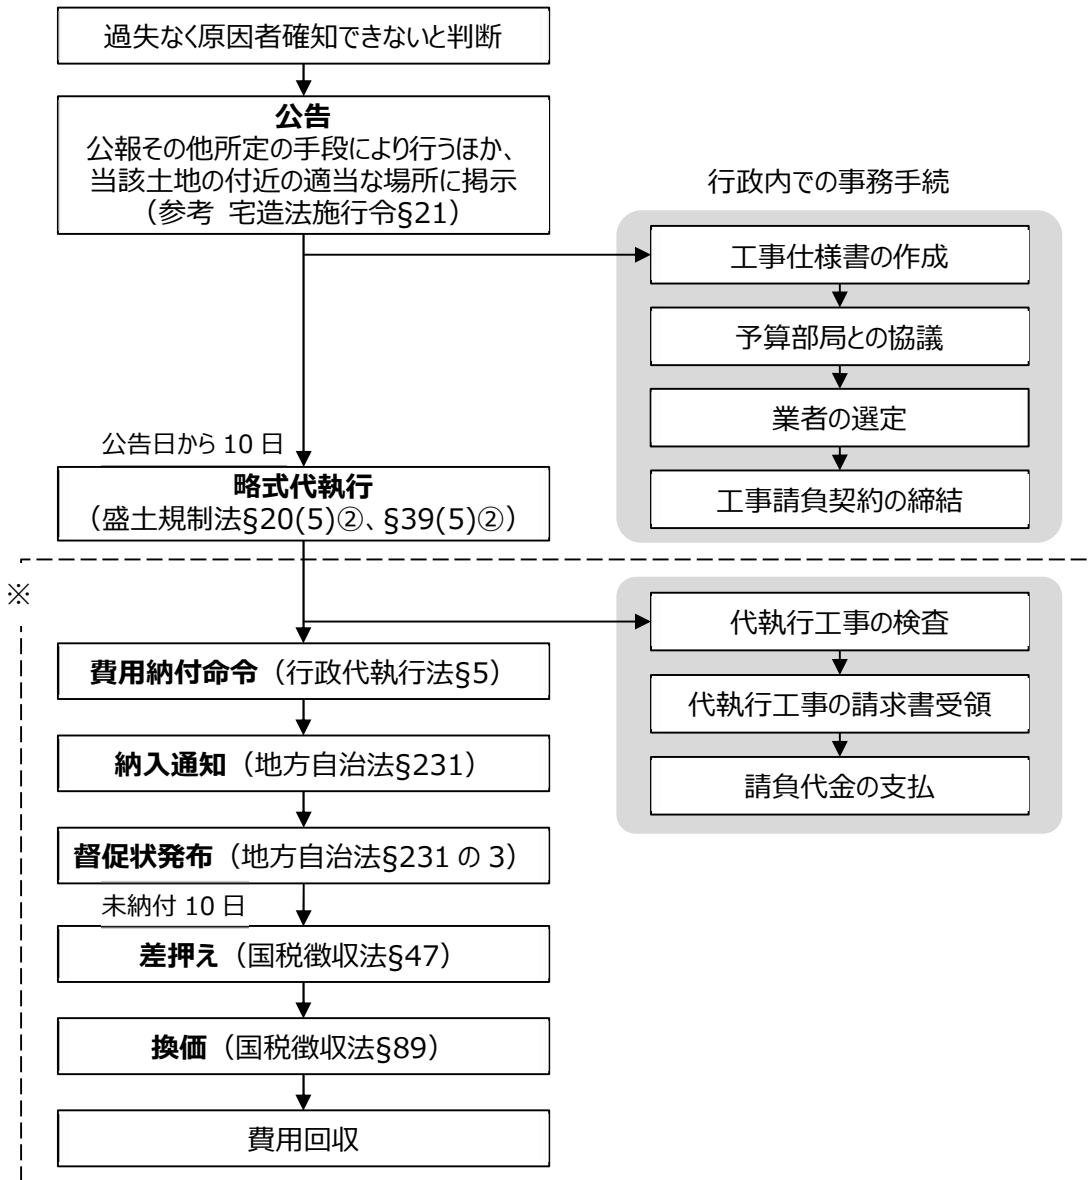 過失なく原因者確知できないと判断
公告
公報その他所定の手段により行うほか、
当該土地の付近の適当な場所に掲示
（参考 宅造法施行令§21）
公告日から 10 日
略式代執行
（盛土規制法§20(5)②、§39(5)②）
行政内での事務手続
工事仕様書の作成
予算部局との協議
業者の選定
工事請負契約の締結
※
費用納付命令（行政代執行法§5）
納入通知（地方自治法§231）
督促状発布（地方自治法§231 の 3）
未納付 10 日
差押え（国税徴収法§47）
換価（国税徴収法§89）
費用回収
代執行工事の検査
代執行工事の請求書受領
請負代金の支払